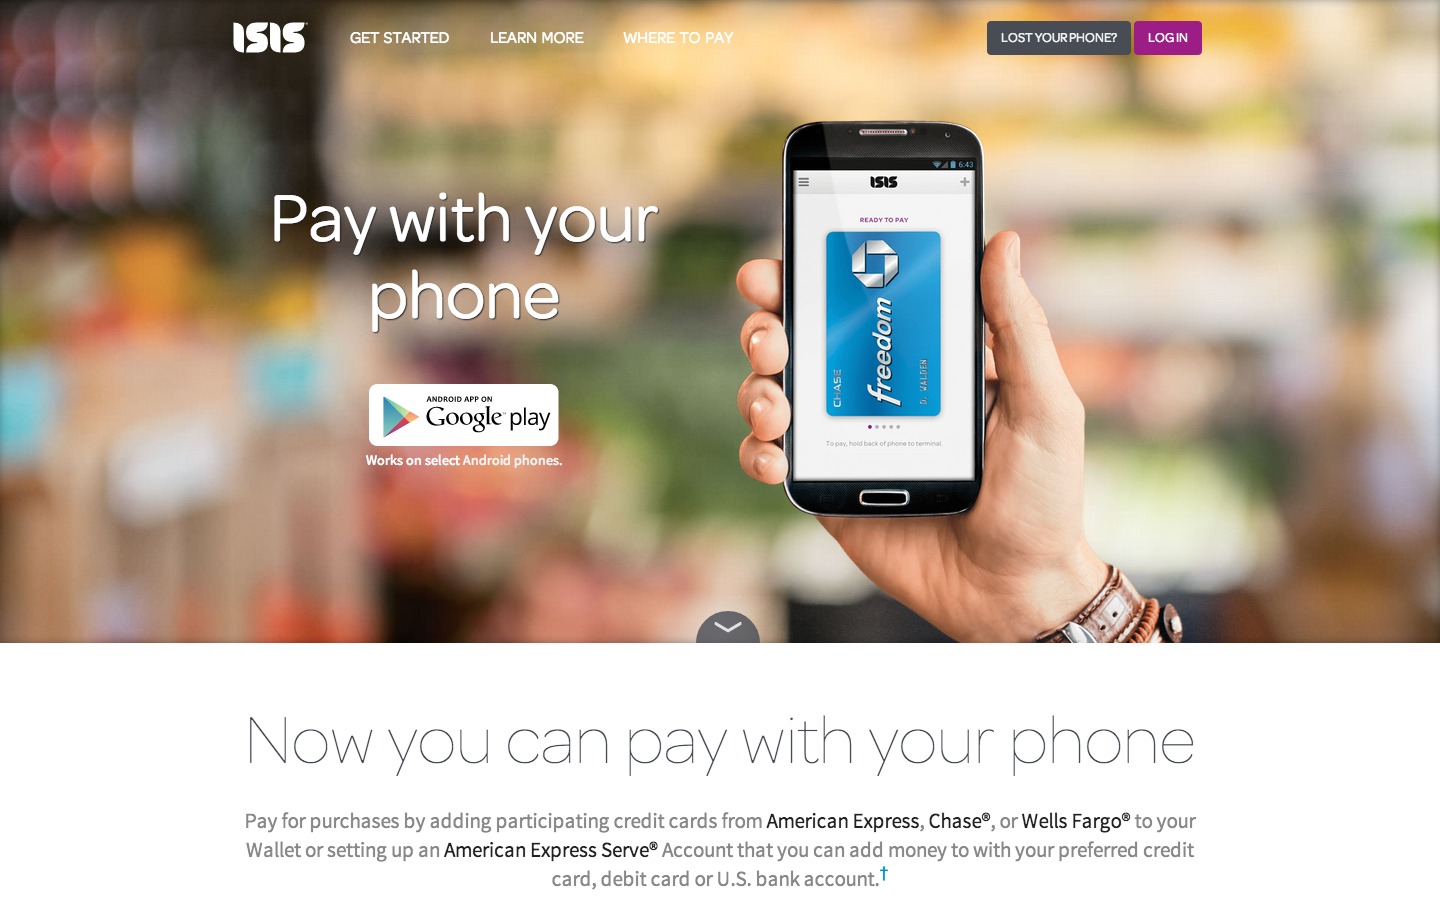 ISIS
GET STARTED
LEARN MORE
WHERE TO PAY
LOST YOUR PHONE?
LOG IN
Pay with your
phone
ANDROID APP ON
Google play
Works on select Android phones.
6:43
ISIS
READY TO PAY
CHASE
freedom
D. WALDEN
To pay, hold back of phone to terminal.
Now you can pay with your phone
Pay for purchases by adding participating credit cards from American Express, Chase®, or Wells Fargo® to your
Wallet or setting up an American Express Serve® Account that you can add money to with your preferred credit
card, debit card or U.S. bank account.†